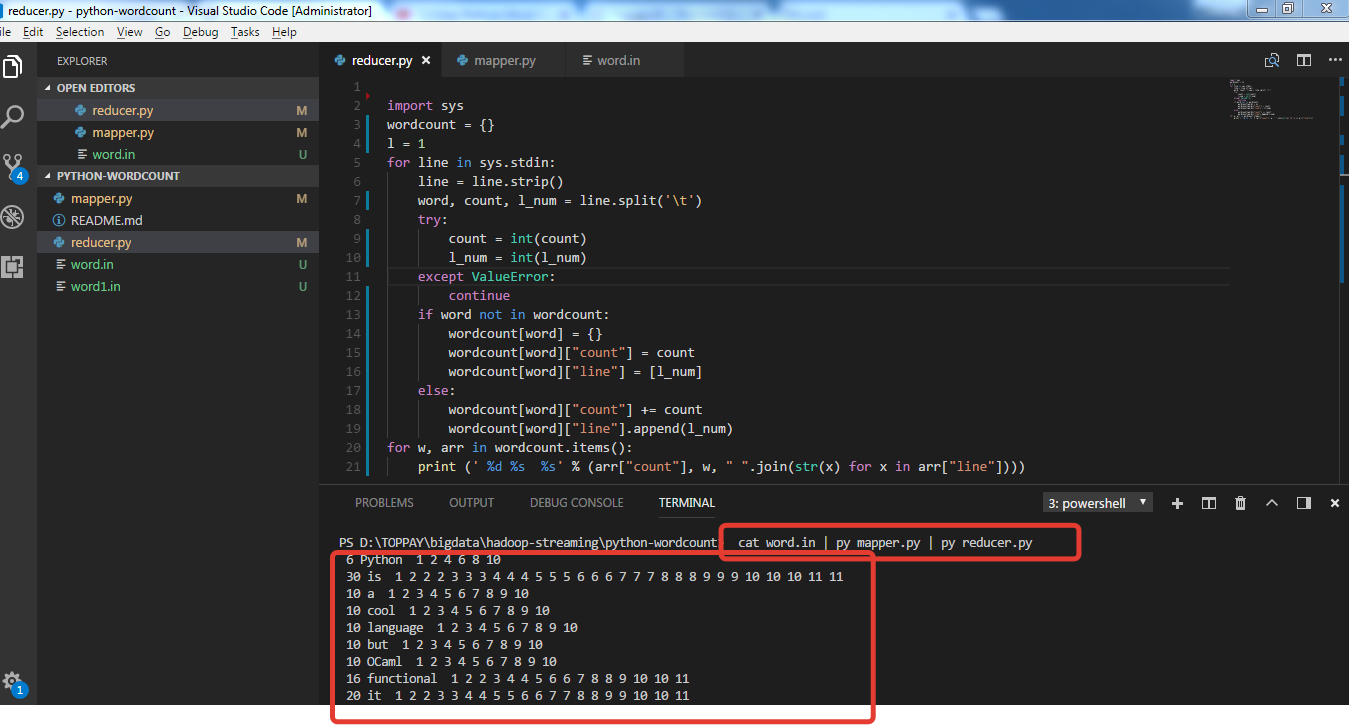 reducer.py - python-wordcount - Visual Studio Code [Administrator]
ile Edit Selection View Go Debug Tasks Help
EXPLORER
OPEN EDITORS
reducer.py M
mapper.py M
word.in U
PYTHON-WORDCOUNT
mapper.py M
README.md
reducer.py M
word.in U
word1.in U
4
1
reducer.py mapper.py word.in
1
2 import sys
3 wordcount = {}
4 l = 1
5 for line in sys.stdin:
6 line = line.strip()
7 word, count, l_num = line.split('\t')
8 try:
9 count = int(count)
10 l_num = int(l_num)
11 except ValueError:
12 continue
13 if word not in wordcount:
14 wordcount[word] = {}
15 wordcount[word]["count"] = count
16 wordcount[word]["line"] = [l_num]
17 else:
18 wordcount[word]["count"] += count
19 wordcount[word]["line"].append(l_num)
20 for w, arr in wordcount.items():
21 print (' %d %s  %s' % (arr["count"], w, " ".join(str(x) for x in arr["line"])))
PROBLEMS OUTPUT DEBUG CONSOLE TERMINAL 3: powershell
PS D:\TOPPAY\bigdata\hadoop-streaming\python-wordcount> cat word.in | py mapper.py | py reducer.py
6 Python  1 2 4 6 8 10
30 is  1 2 2 2 3 3 3 4 4 4 5 5 5 6 6 6 7 7 7 8 8 8 9 9 9 10 10 10 11 11
10 a  1 2 3 4 5 6 7 8 9 10
10 cool  1 2 3 4 5 6 7 8 9 10
10 language  1 2 3 4 5 6 7 8 9 10
10 but  1 2 3 4 5 6 7 8 9 10
10 OCaml  1 2 3 4 5 6 7 8 9 10
16 functional  1 2 2 3 4 4 5 6 6 7 8 8 9 10 10 11
20 it  1 2 2 3 3 4 4 5 5 6 6 7 7 8 8 9 9 10 10 11